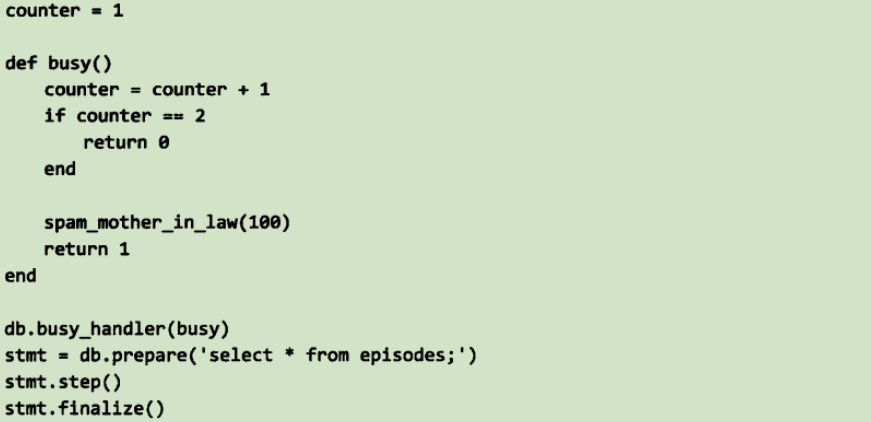 counter = 1
def busy()
    counter = counter + 1
    if counter == 2
        return 0
    end
    spam_mother_in_law(100)
    return 1
end
db.busy_handler(busy)
stmt = db.prepare('select * from episodes;')
stmt.step()
stmt.finalize()